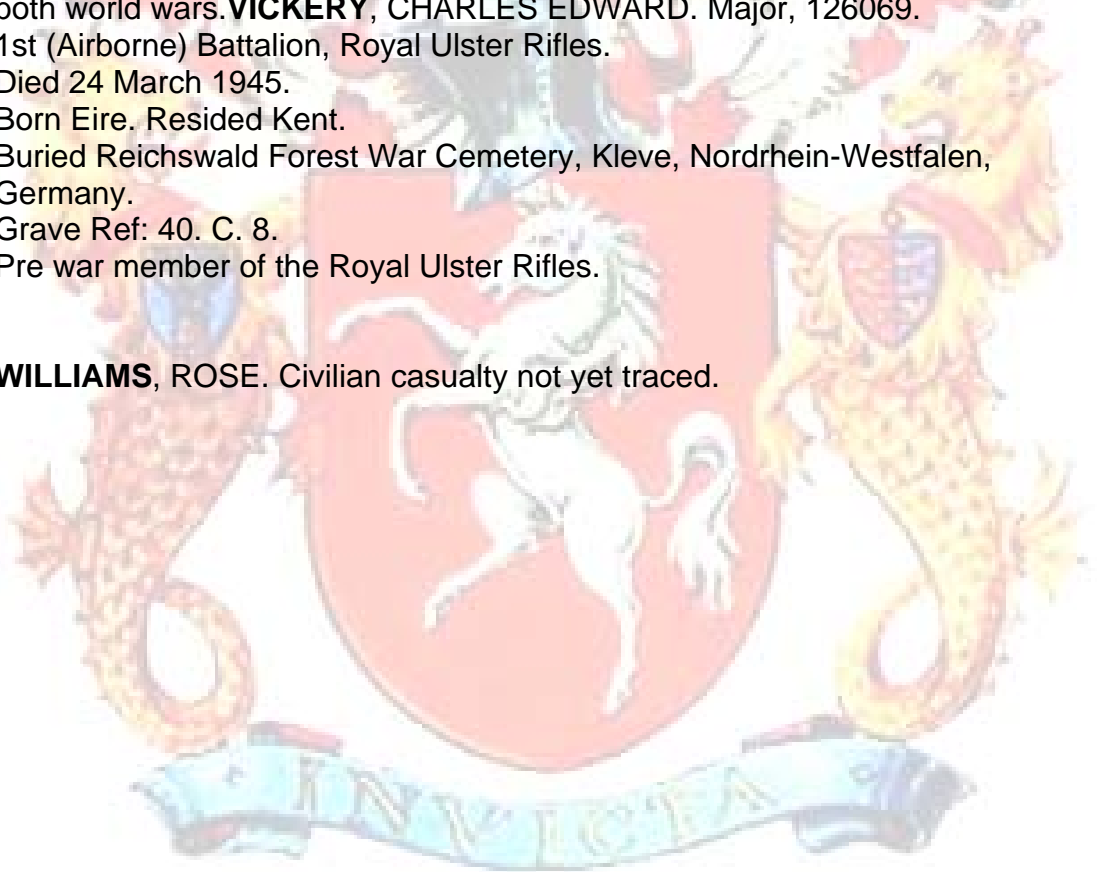 both world wars.VICKERY, CHARLES EDWARD. Major, 126069.
1st (Airborne) Battalion, Royal Ulster Rifles.
Died 24 March 1945.
Born Eire. Resided Kent.
Buried Reichswald Forest War Cemetery, Kleve, Nordrhein-Westfalen,
Germany.
Grave Ref: 40. C. 8.
Pre war member of the Royal Ulster Rifles.
WILLIAMS, ROSE. Civilian casualty not yet traced.
INVICTA